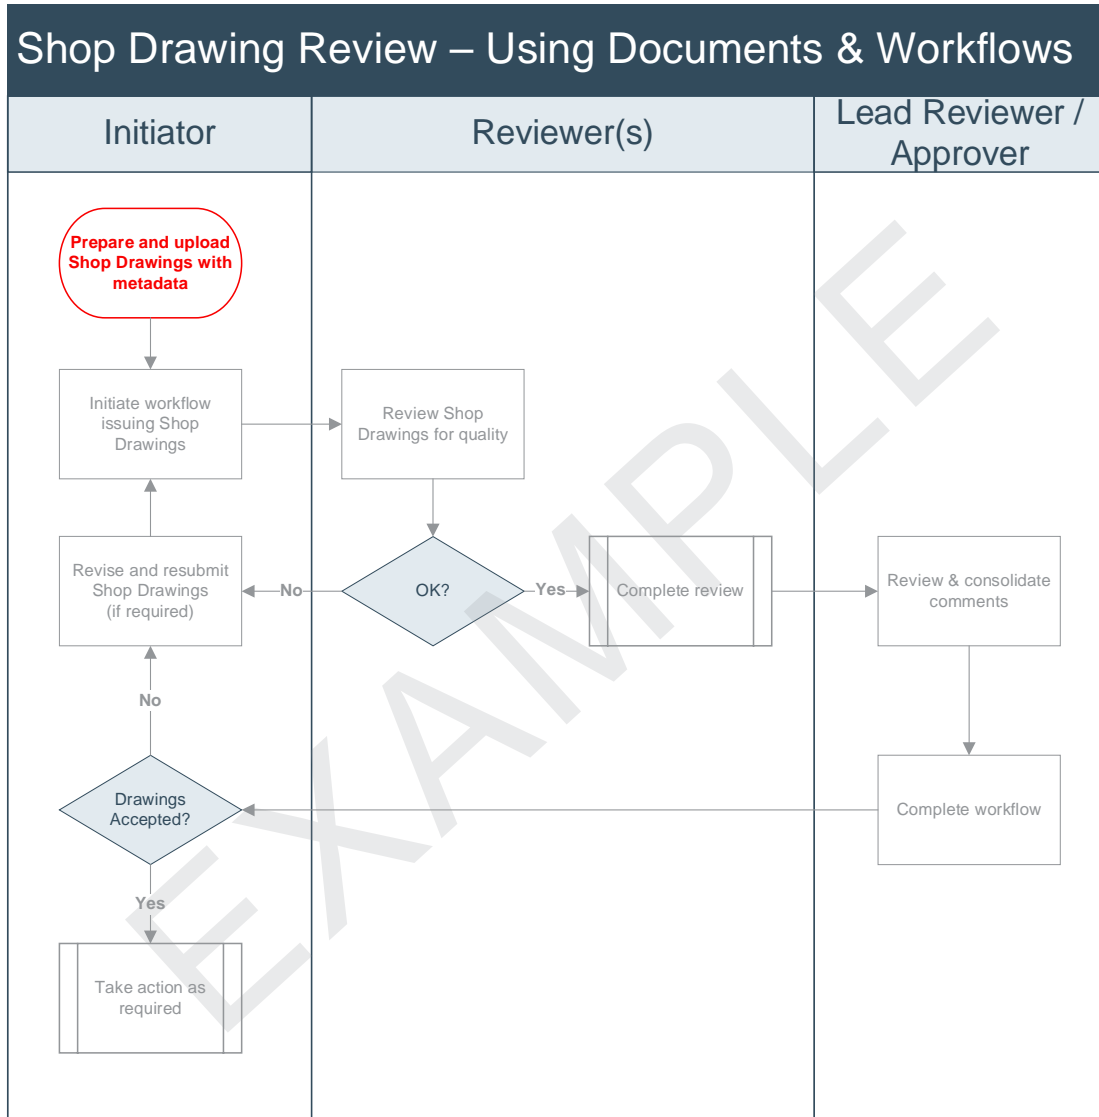 Shop Drawing Review – Using Documents & Workflows
Initiator
Reviewer(s)
Lead Reviewer /
Approver
Prepare and upload
Shop Drawings with
metadata
Initiate workflow
issuing Shop
Drawings
Review Shop
Drawings for quality
Revise and resubmit
Shop Drawings
(if required)
No
OK?
Yes
Complete review
Review & consolidate
comments
No
Drawings
Accepted?
Complete workflow
Yes
Take action as
required
EXAMPLE